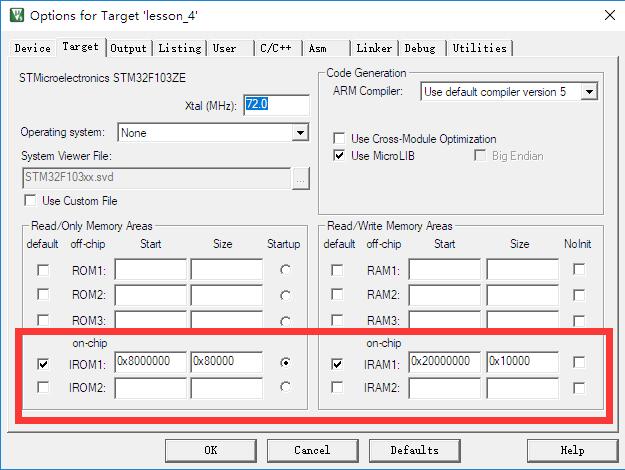 Options for Target 'lesson_4'
Device Target Output Listing User C/C++ Asm Linker Debug Utilities
STMicroelectronics STM32F103ZE
Xtal (MHz): 72.0
Operating system: None
System Viewer File:
STM32F103xx.svd ...
Use Custom File
Code Generation
ARM Compiler: Use default compiler version 5
Use Cross-Module Optimization
Use MicroLIB Big Endian
Read/Only Memory Areas
default off-chip Start Size Startup
ROM1:
ROM2:
ROM3:
on-chip
IROM1: 0x8000000 0x80000
IROM2:
Read/Write Memory Areas
default off-chip Start Size NoInit
RAM1:
RAM2:
RAM3:
on-chip
IRAM1: 0x20000000 0x10000
IRAM2:
OK Cancel Defaults Help